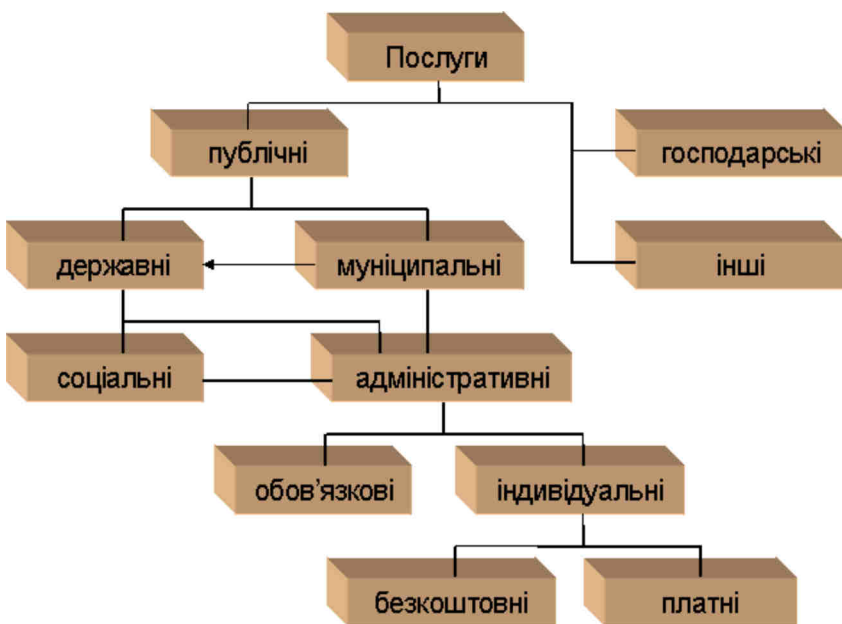 Послуги
публічні
господарські
державні
муніципальні
інші
соціальні
адміністративні
обов'язкові
індивідуальні
безкоштовні
платні